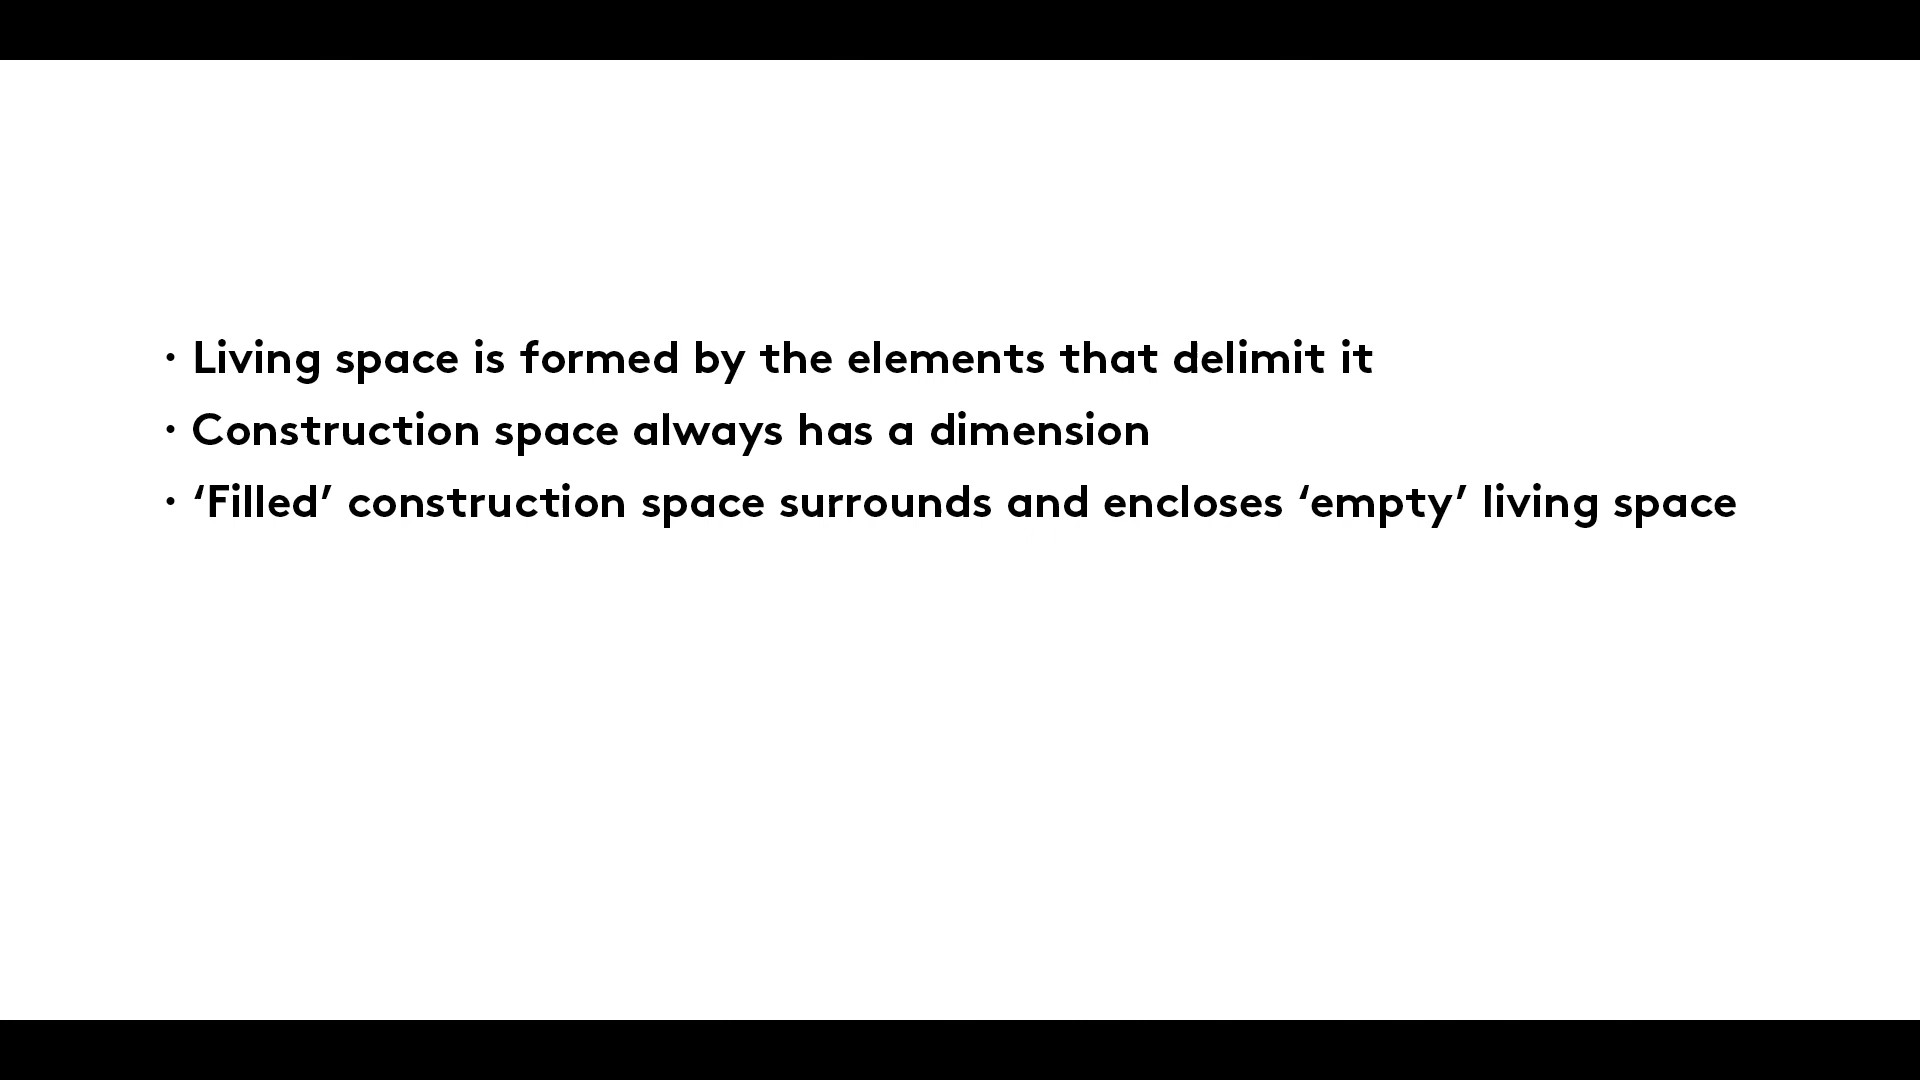 · Living space is formed by the elements that delimit it
· Construction space always has a dimension
· ‘Filled’ construction space surrounds and encloses ‘empty’ living space